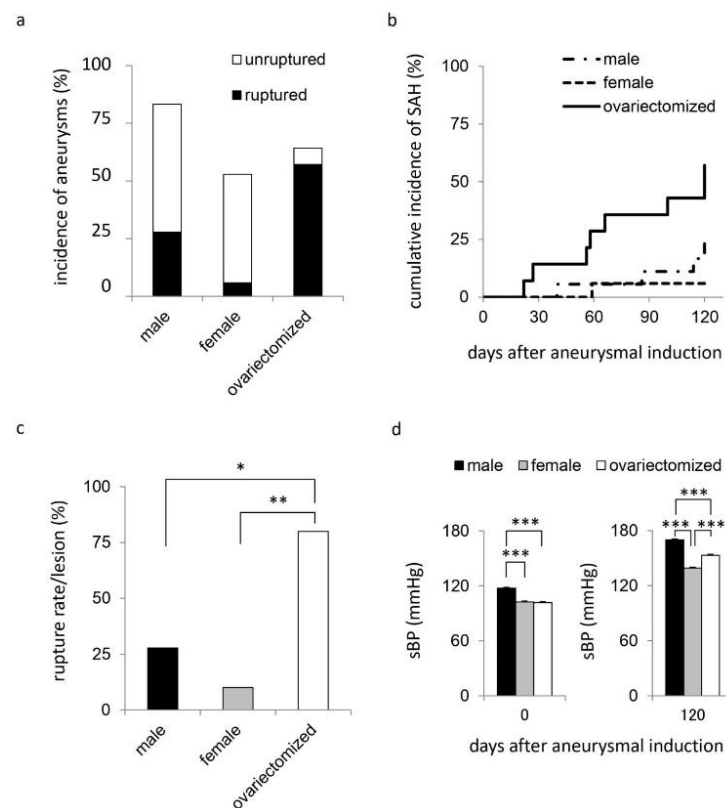 a
incidence of aneurysms (%)
100
75
50
25
0
unruptured
ruptured
male
female
ovariectomized
b
cumulative incidence of SAH (%)
100
75
50
25
0
male
female
ovariectomized
0 30 60 90 120
days after aneurysmal induction
c
rupture rate/lesion (%)
100
75
50
25
0
*
**
male
female
ovariectomized
d
male female ovariectomized
sBP (mmHg)
180
120
60
0
***
***
0
sBP (mmHg)
180
120
60
0
***
*** ***
120
days after aneurysmal induction